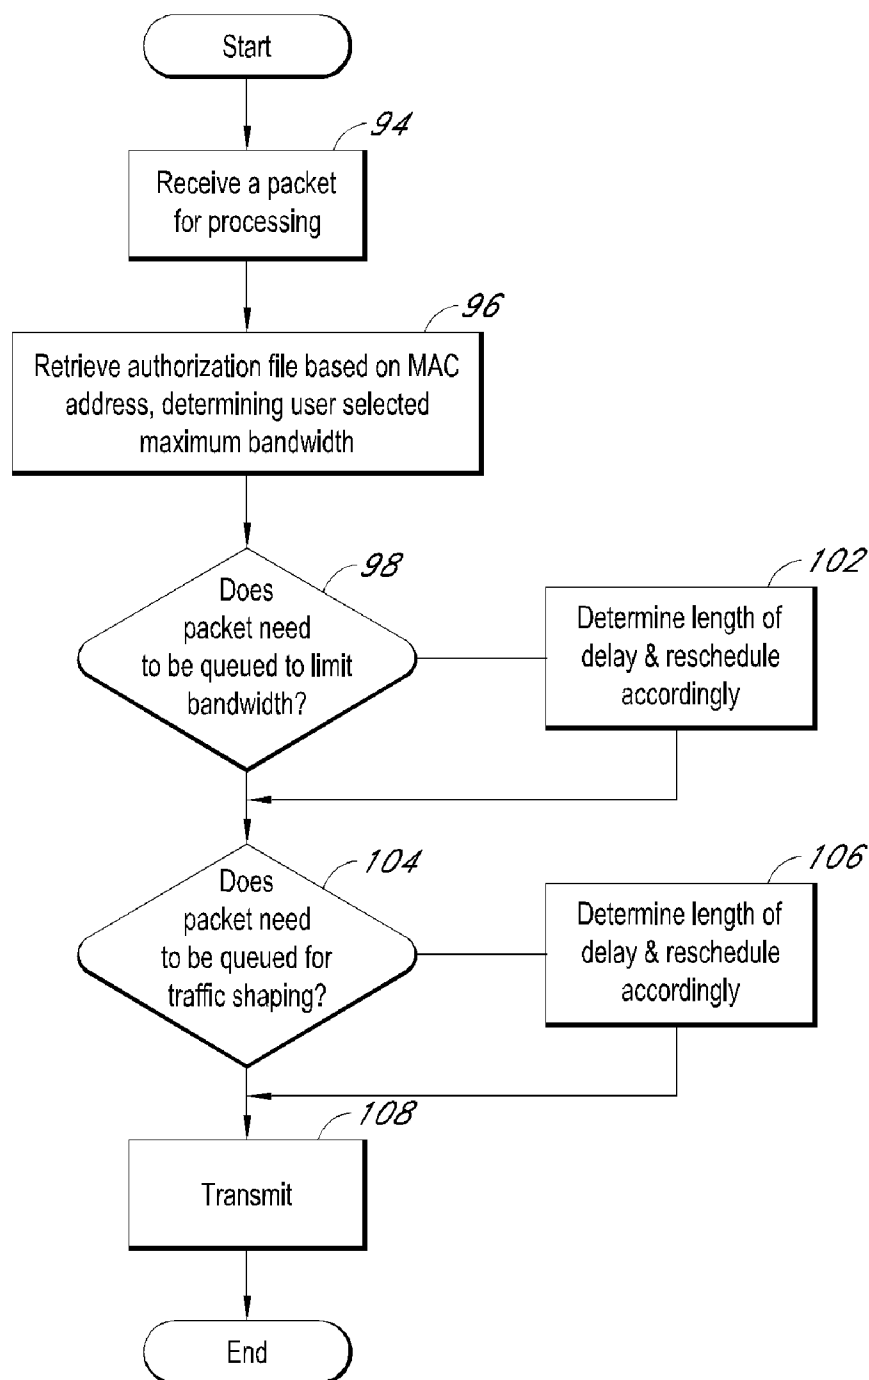 Start
94
Receive a packet
for processing
96
Retrieve authorization file based on MAC
address, determining user selected
maximum bandwidth
98
Does
packet need
to be queued to limit
bandwidth?
102
Determine length of
delay & reschedule
accordingly
104
Does
packet need
to be queued for
traffic shaping?
106
Determine length of
delay & reschedule
accordingly
108
Transmit
End